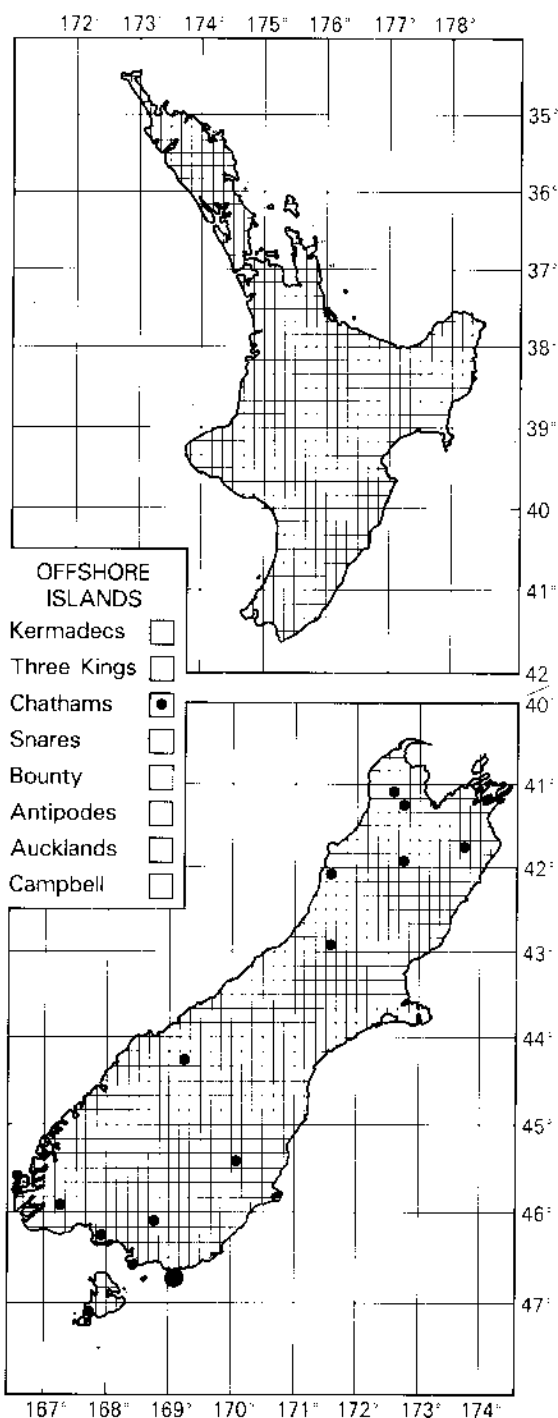 172° 173° 174° 175° 176° 177° 178°
35°
36°
37°
38°
39°
40
41°
42
OFFSHORE
ISLANDS
Kermadecs
Three Kings
Chathams
Snares
Bounty
Antipodes
Aucklands
Campbell
40°
41°
42°
43°
44°
45°
46°
47°
167° 168° 169° 170° 171° 172° 173° 174°